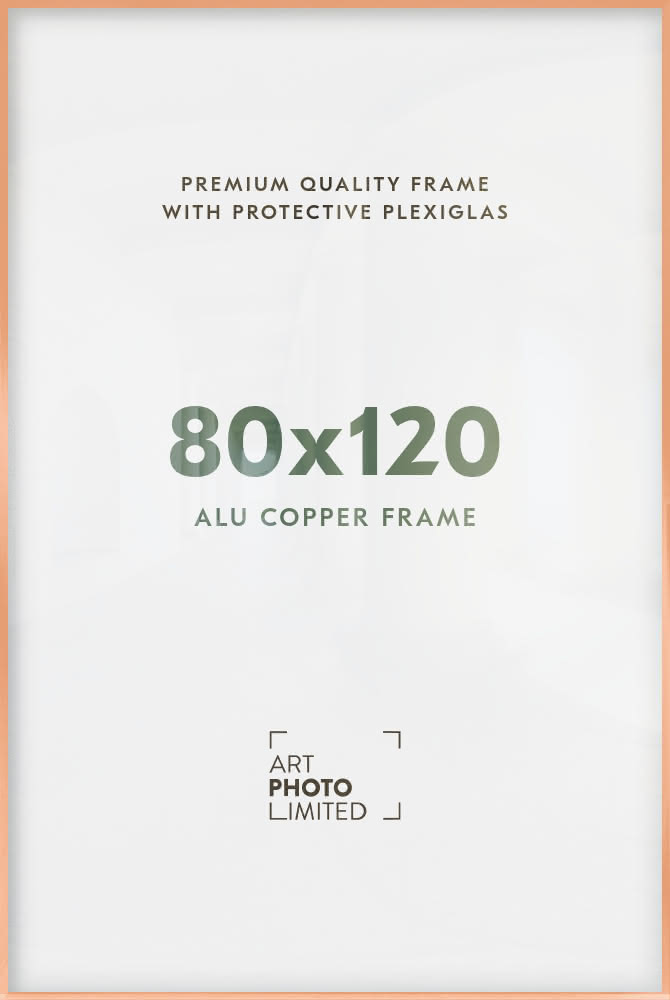 PREMIUM QUALITY FRAME
WITH PROTECTIVE PLEXIGLAS
80x120
ALU COPPER FRAME
ART
PHOTO
LIMITED